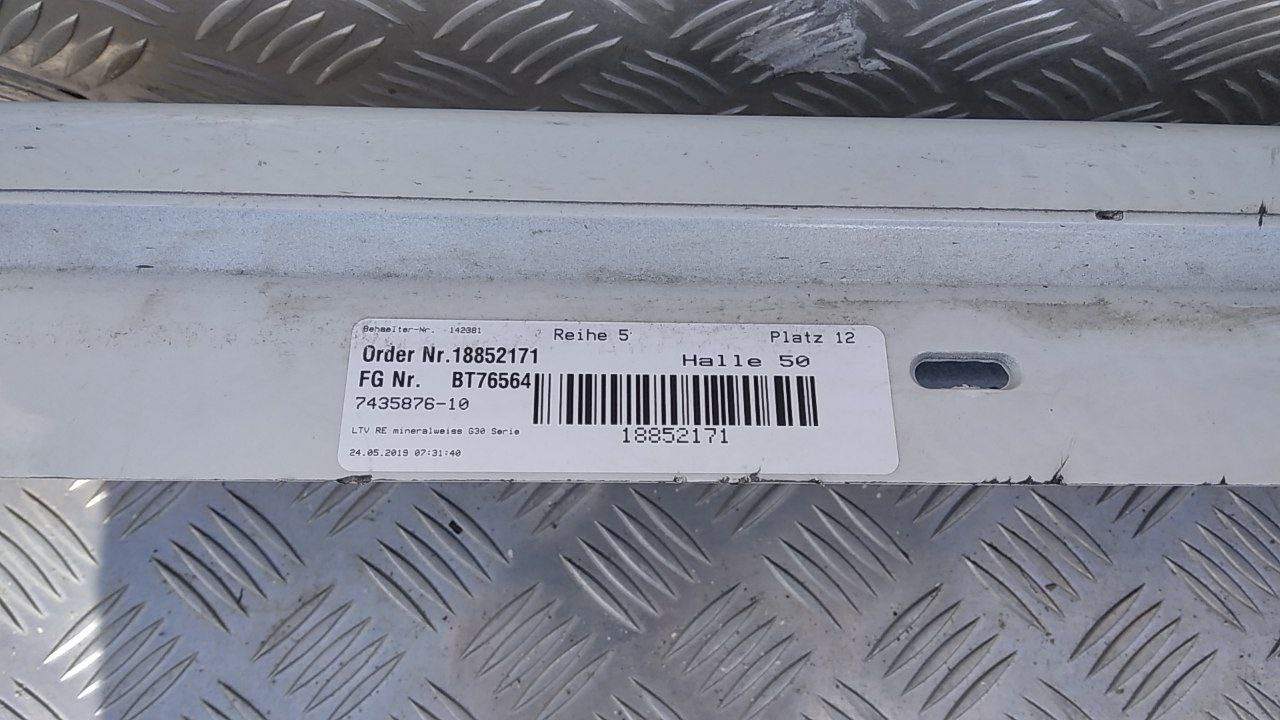 Behaelter-Nr. 142381
Reihe 5
Platz 12
Order Nr.18852171
Halle 50
FG Nr. BT76564
7435876-10
18852171
LTV RE mineralweiss G30 Serie
24.05.2019 07:31:40